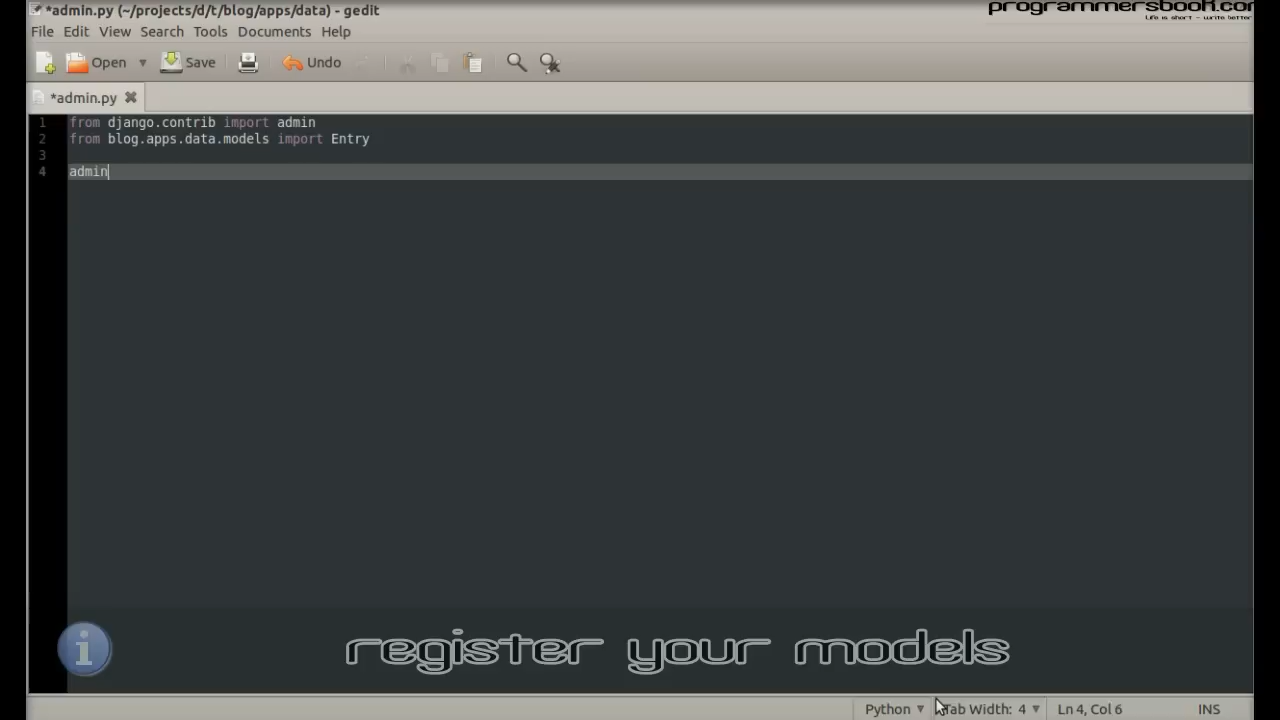 *admin.py (~/projects/d/t/blog/apps/data) - gedit
programmersbook.com
Life is short - write better
File Edit View Search Tools Documents Help
Open Save Undo
*admin.py
1 from django.contrib import admin
2 from blog.apps.data.models import Entry
3
4 admin
register your models
Python Tab Width: 4 Ln 4, Col 6 INS